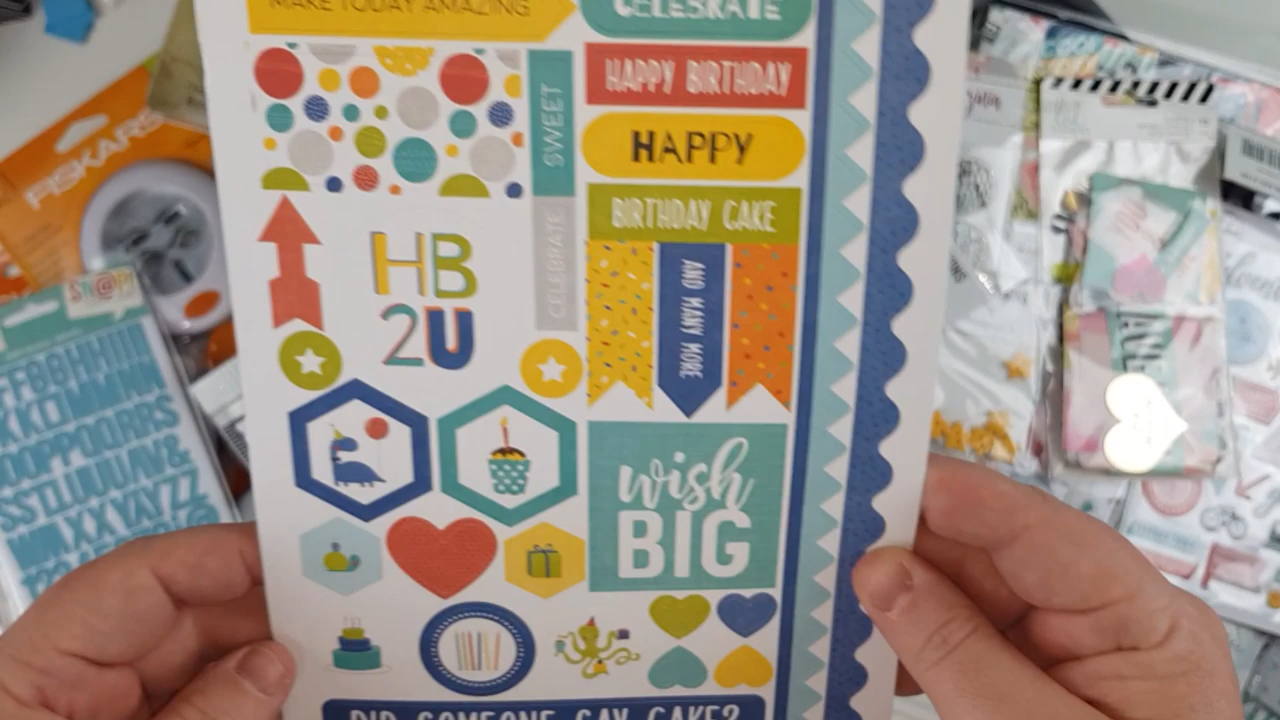 MAKE TODAY AMAZING
CELEBRATE
HAPPY BIRTHDAY
SWEET
HAPPY
BIRTHDAY CAKE
CELEBRATE
HB
2U
AND MANY MORE
wish
BIG
DID SOMEONE SAY CAKE?
FISKARS